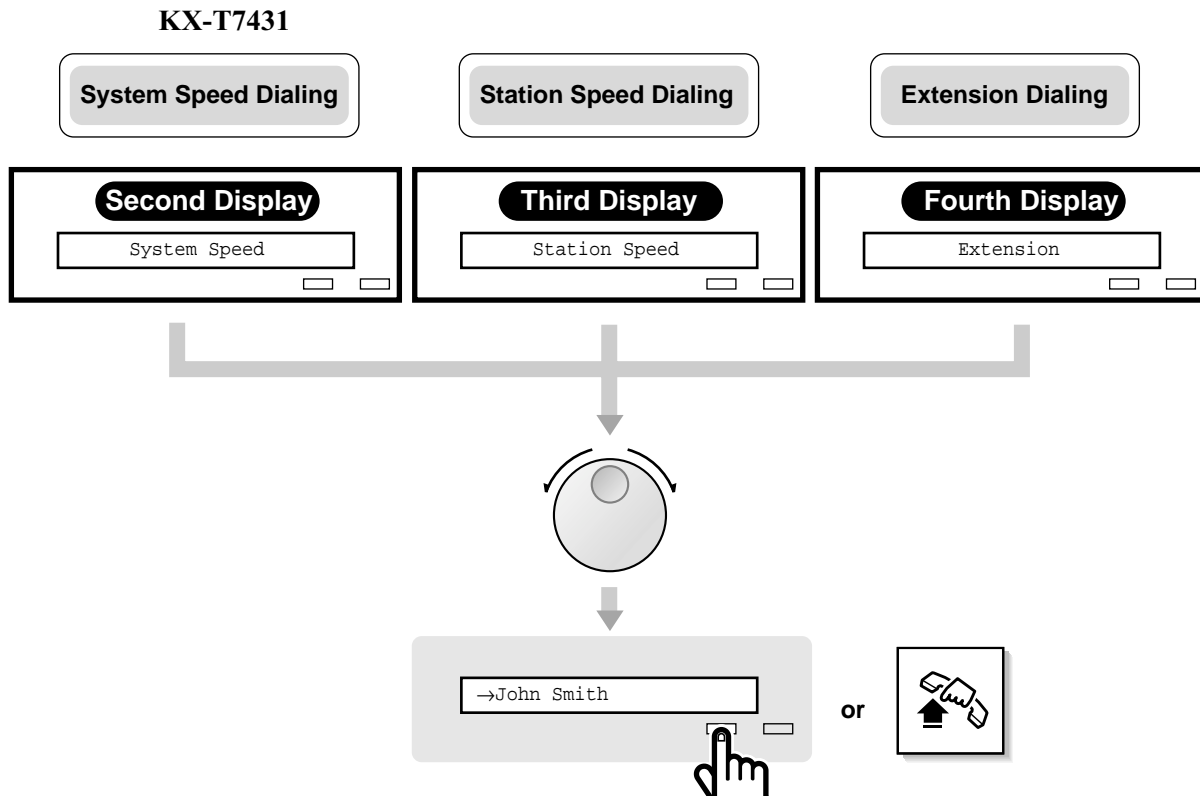 KX-T7431
System Speed Dialing
Station Speed Dialing
Extension Dialing
Second Display
Third Display
Fourth Display
System Speed
Station Speed
Extension
→John Smith
or